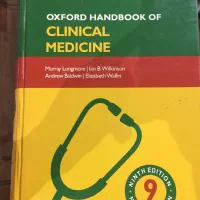 OXFORD HANDBOOK OF
CLINICAL
MEDICINE
Murray Longmore | Ian B. Wilkinson
Andrew Baldwin | Elizabeth Wallin
NINTH EDITION
9